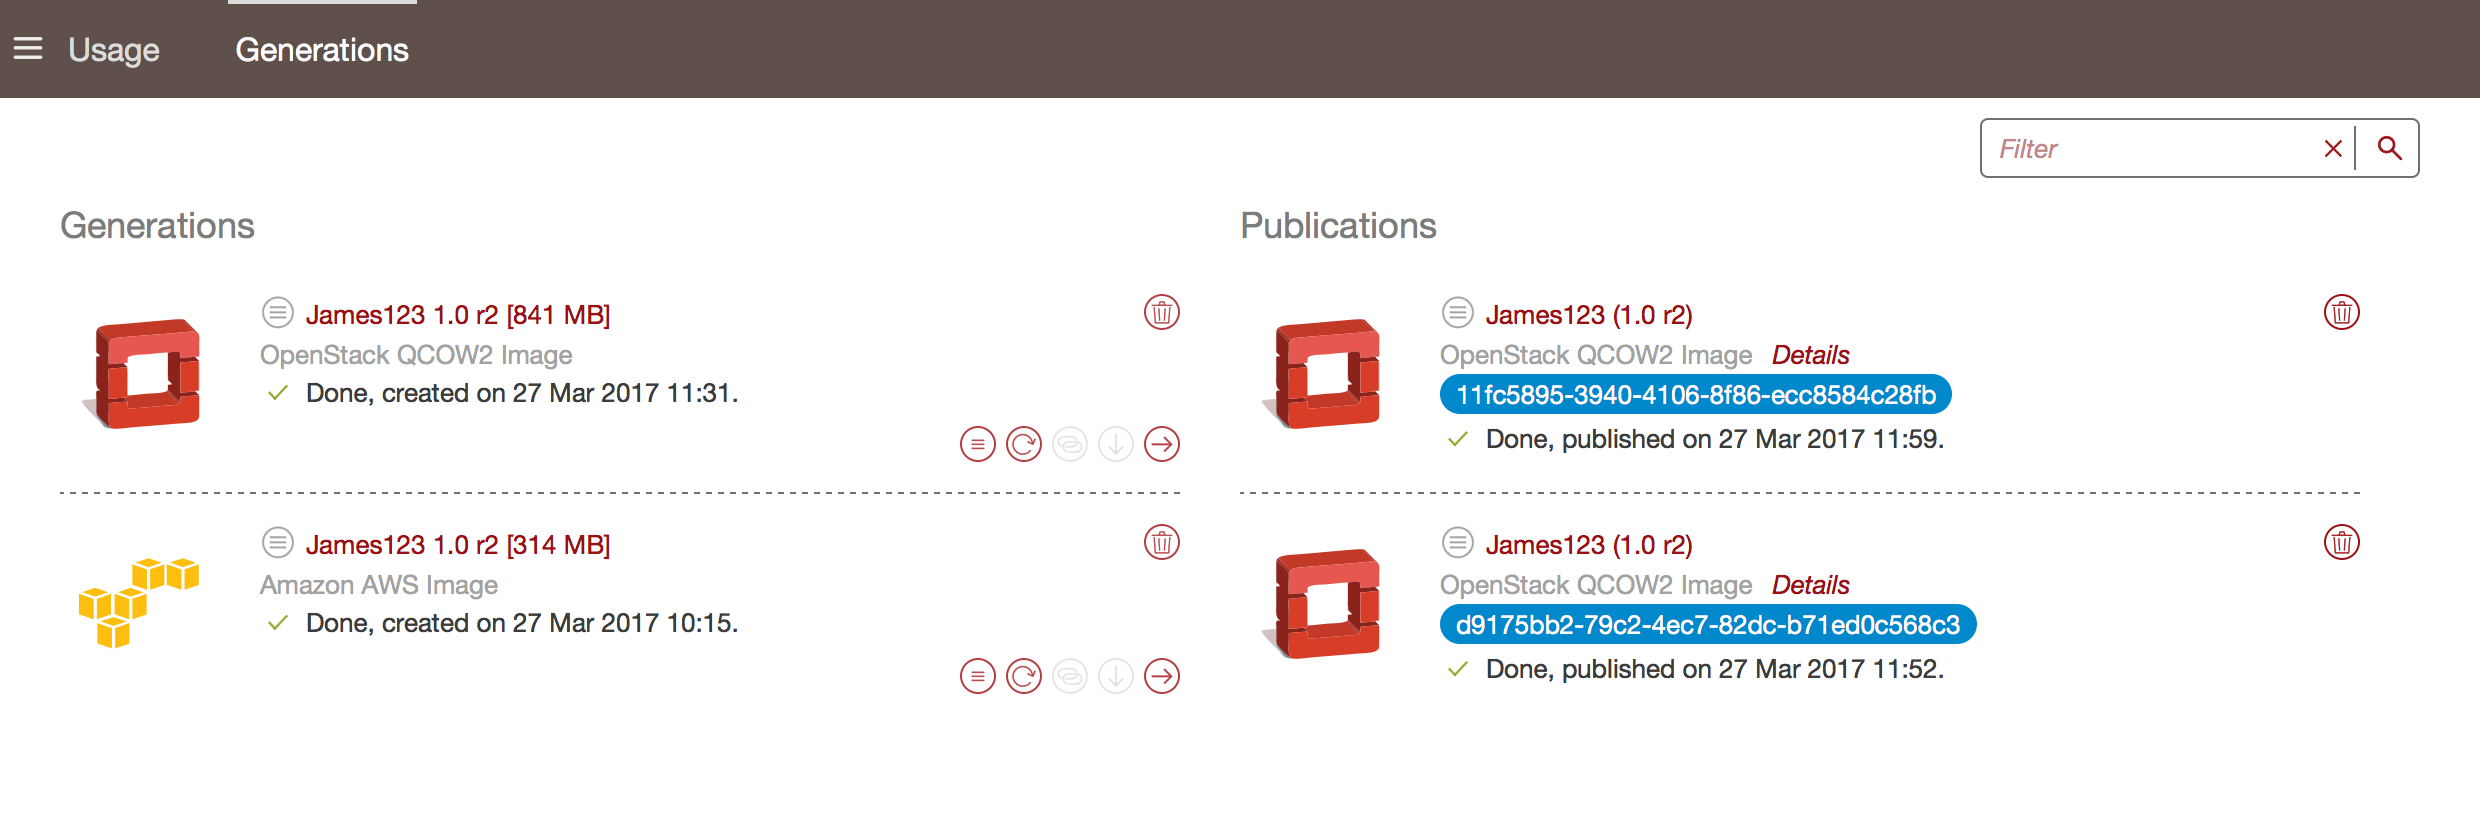 Usage
Generations
Filter
Generations
James123 1.0 r2 [841 MB]
OpenStack QCOW2 Image
Done, created on 27 Mar 2017 11:31.
James123 1.0 r2 [314 MB]
Amazon AWS Image
Done, created on 27 Mar 2017 10:15.
Publications
James123 (1.0 r2)
OpenStack QCOW2 Image Details
11fc5895-3940-4106-8f86-ecc8584c28fb
Done, published on 27 Mar 2017 11:59.
James123 (1.0 r2)
OpenStack QCOW2 Image Details
d9175bb2-79c2-4ec7-82dc-b71ed0c568c3
Done, published on 27 Mar 2017 11:52.